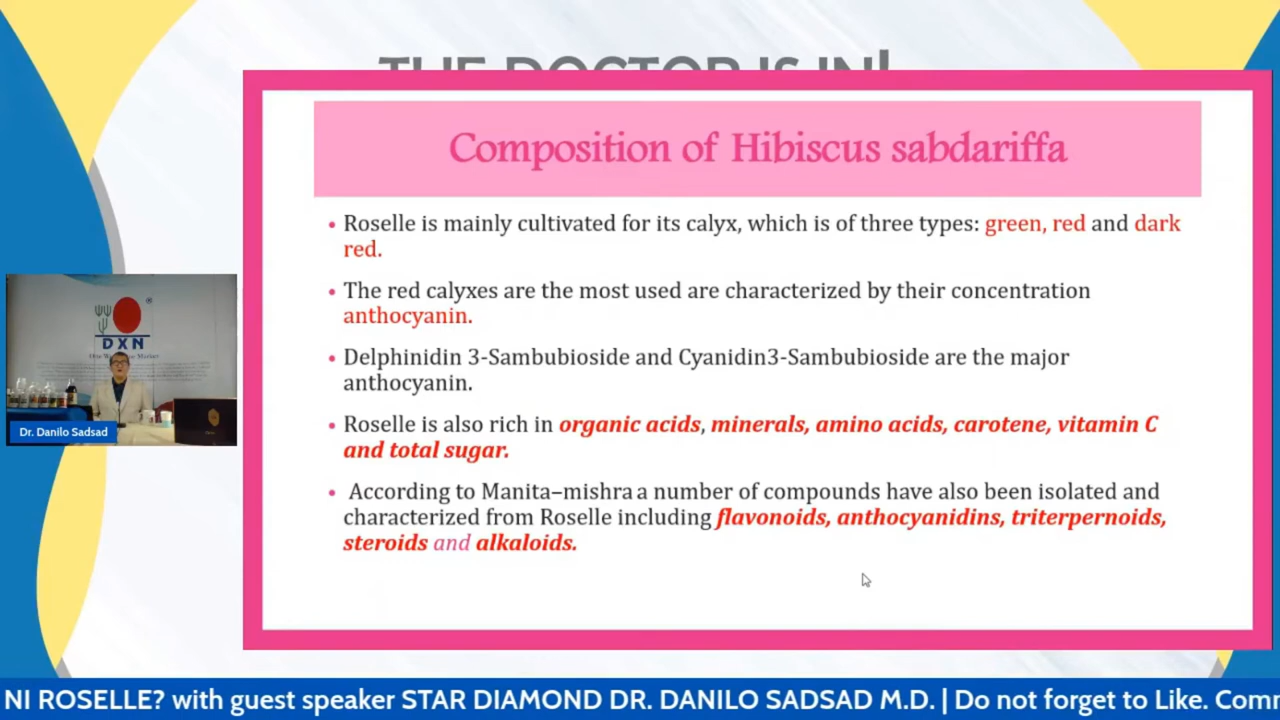 THE DOCTOR IS IN!
Composition of Hibiscus sabdariffa
• Roselle is mainly cultivated for its calyx, which is of three types: green, red and dark
red.
• The red calyxes are the most used are characterized by their concentration
anthocyanin.
• Delphinidin 3-Sambubioside and Cyanidin3-Sambubioside are the major
anthocyanin.
• Roselle is also rich in organic acids, minerals, amino acids, carotene, vitamin C
and total sugar.
• According to Manita–mishra a number of compounds have also been isolated and
characterized from Roselle including flavonoids, anthocyanidins, triterpernoids,
steroids and alkaloids.
DXN
Dr. Danilo Sadsad
NI ROSELLE? with guest speaker STAR DIAMOND DR. DANILO SADSAD M.D. | Do not forget to Like. Com